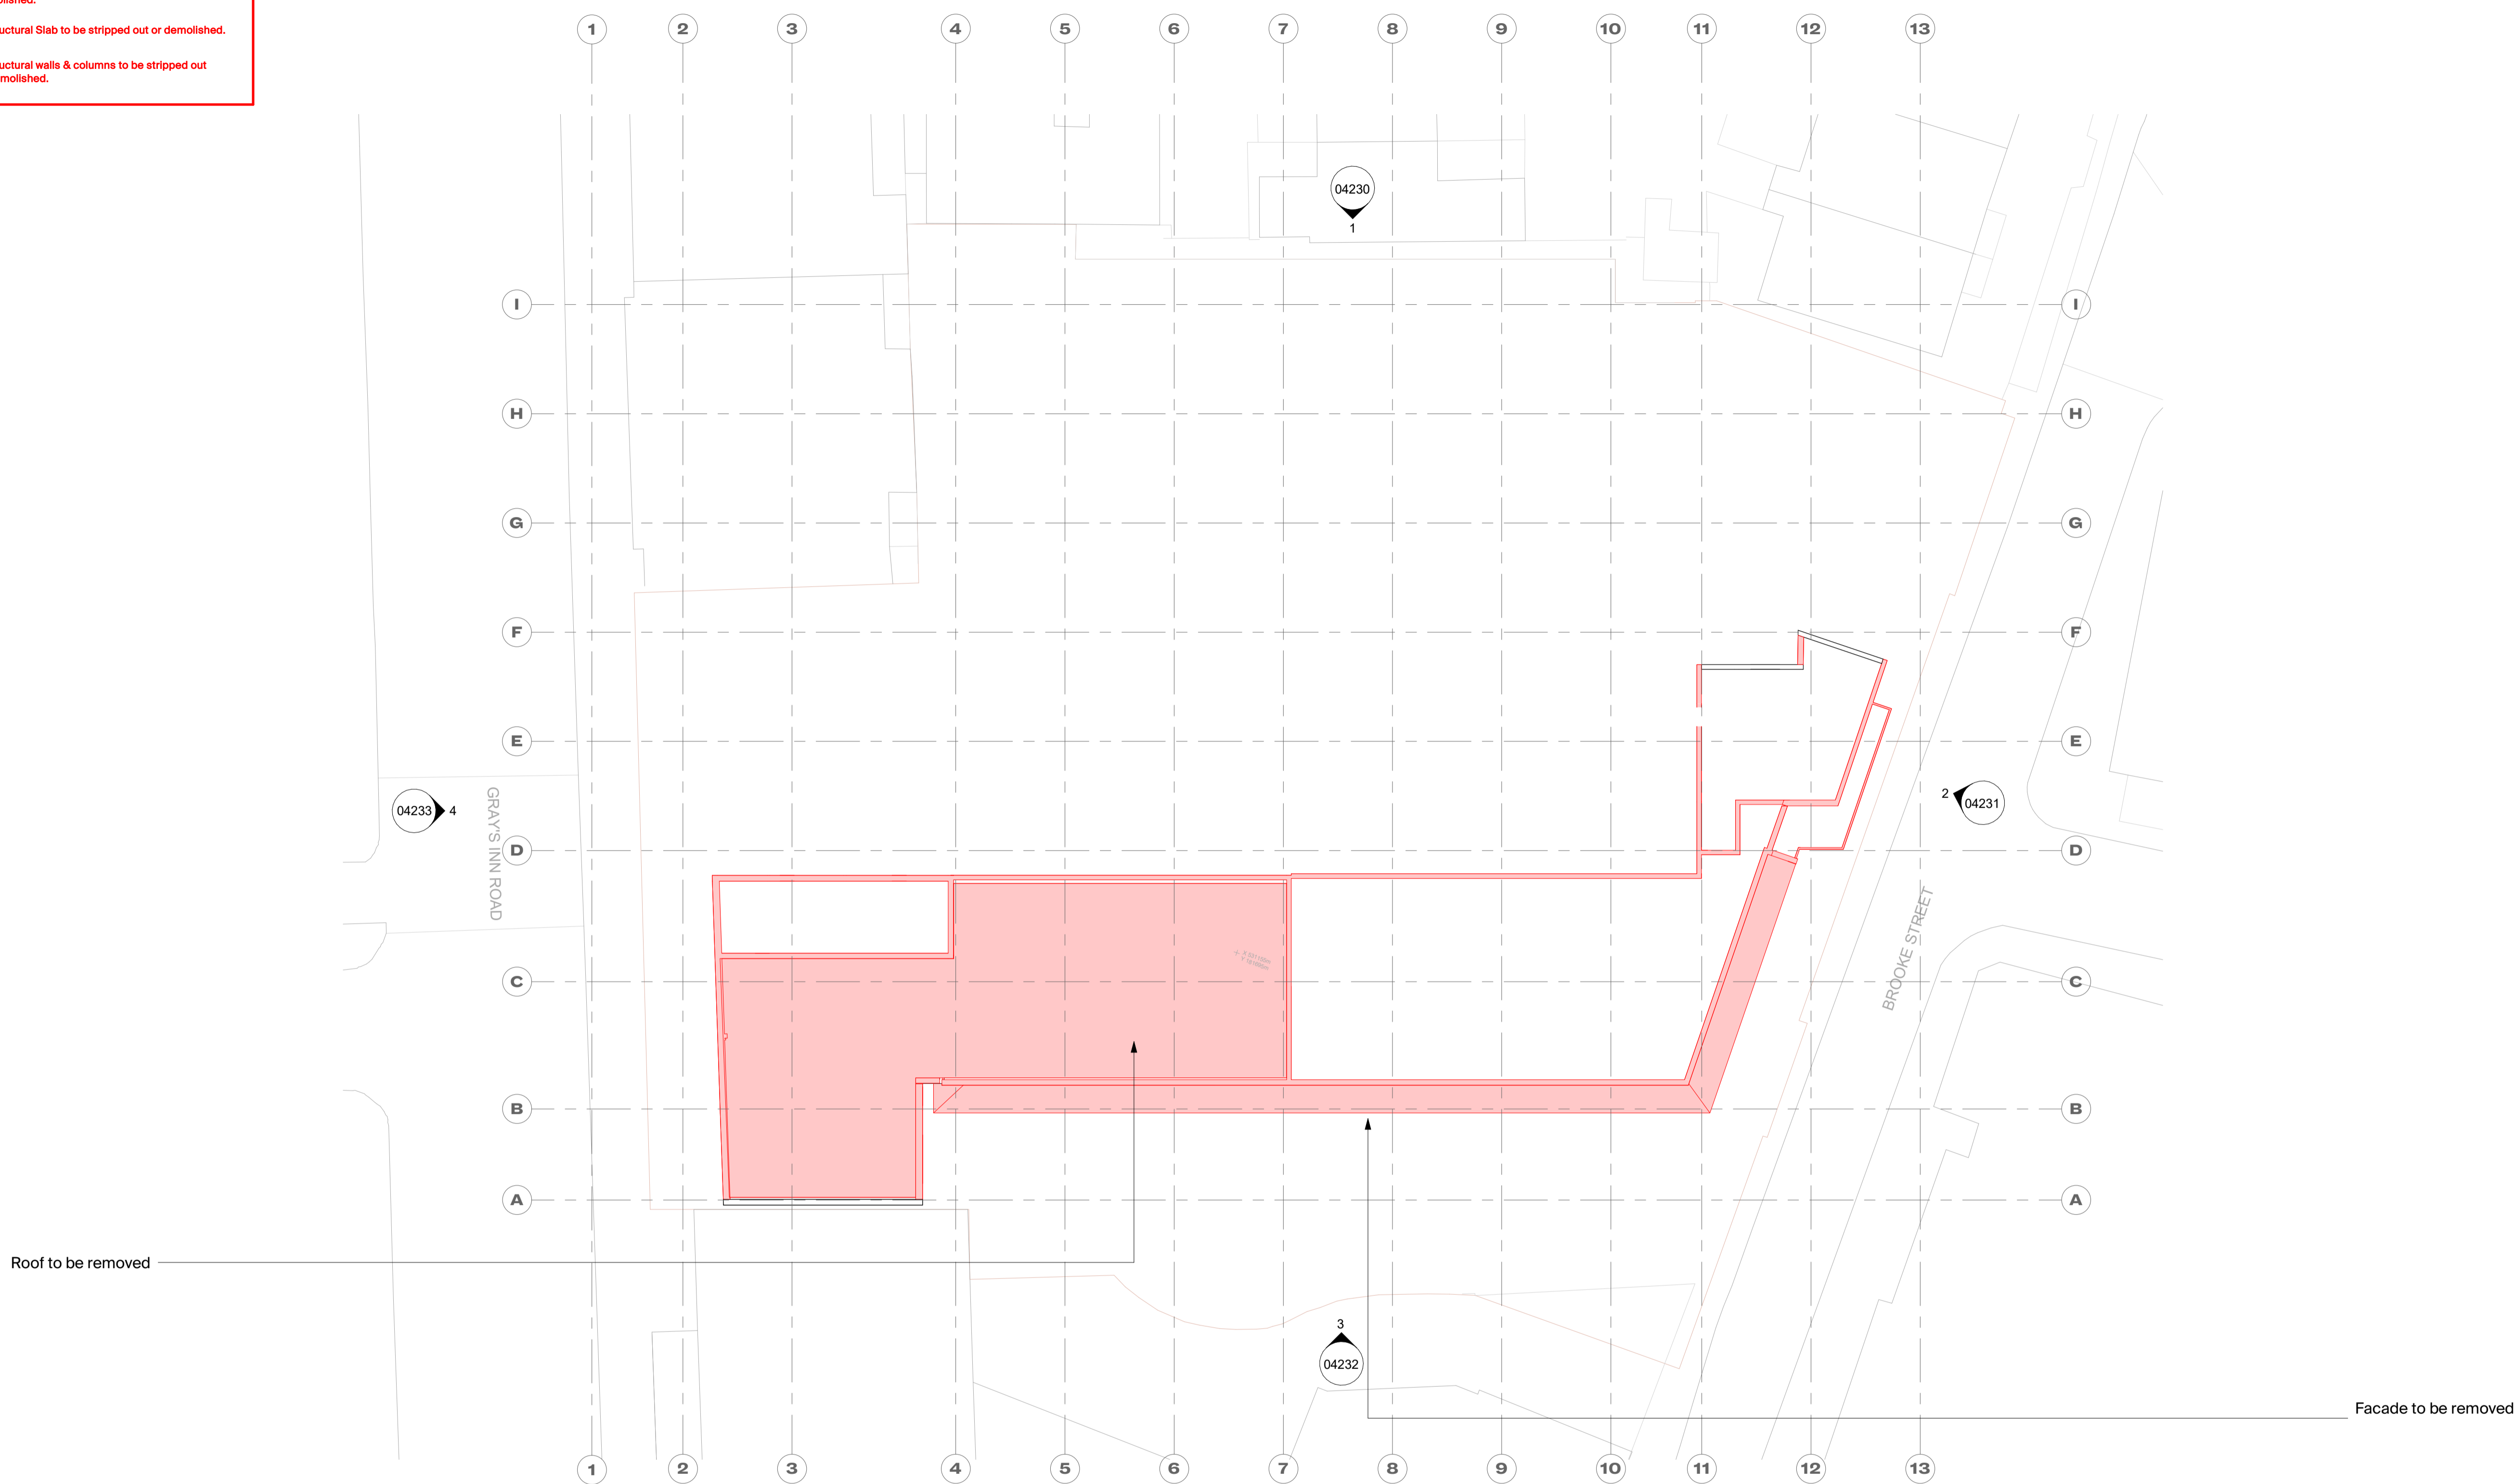 olished.
uctural Slab to be stripped out or demolished.
uctural walls & columns to be stripped out
emolished.
1 2 3 4 5 6 7 8 9 10 11 12 13
04230
1
I I
H H
G G
F F
E E
04233 4
GRAY'S INN ROAD
2 04231
D D
BROOKE STREET
C C
B B
A A
Roof to be removed
3
04232
Facade to be removed
1 2 3 4 5 6 7 8 9 10 11 12 13